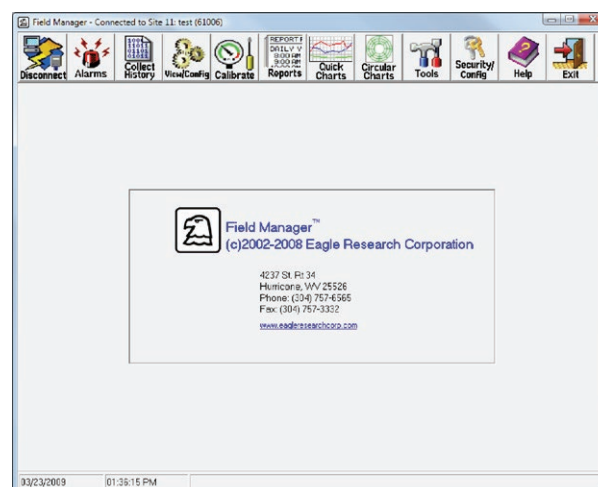 Field Manager - Connected to Site 11: test (61006)
Disconnect
Alarms
Collect
History
View/Config
Calibrate
REPORT
DAILY V
9:00 AM
Reports
Quick
Charts
Circular
Charts
Tools
Security/
Config
Help
Exit
Field Manager™
(c)2002-2008 Eagle Research Corporation
4237 St. Rt 34
Hurricane, WV 25526
Phone: (304) 757-6565
Fax: (304) 757-3332
www.eagleresearchcorp.com
03/23/2009
01:36:15 PM